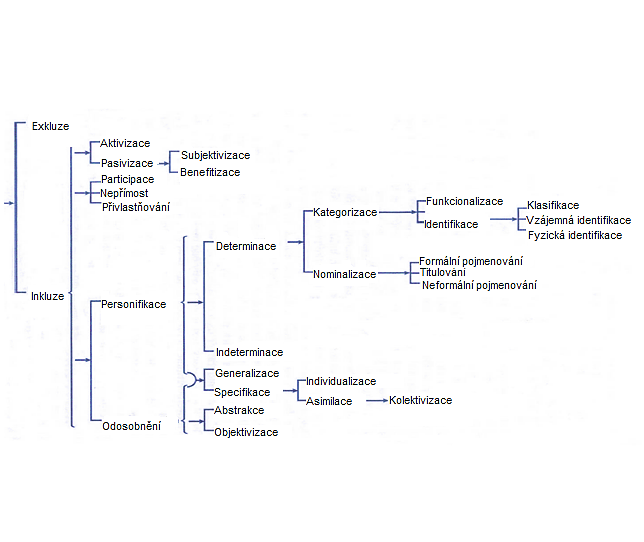 Exkluze
Inkluze
Aktivizace
Pasivizace
Subjektivizace
Benefitizace
Participace
Nepřímost
Přivlastňování
Personifikace
Odosobnění
Determinace
Indeterminace
Kategorizace
Nominalizace
Funkcionalizace
Identifikace
Klasifikace
Vzájemná identifikace
Fyzická identifikace
Formální pojmenování
Titulování
Neformální pojmenování
Generalizace
Specifikace
Individualizace
Asimilace
Kolektivizace
Abstrakce
Objektivizace